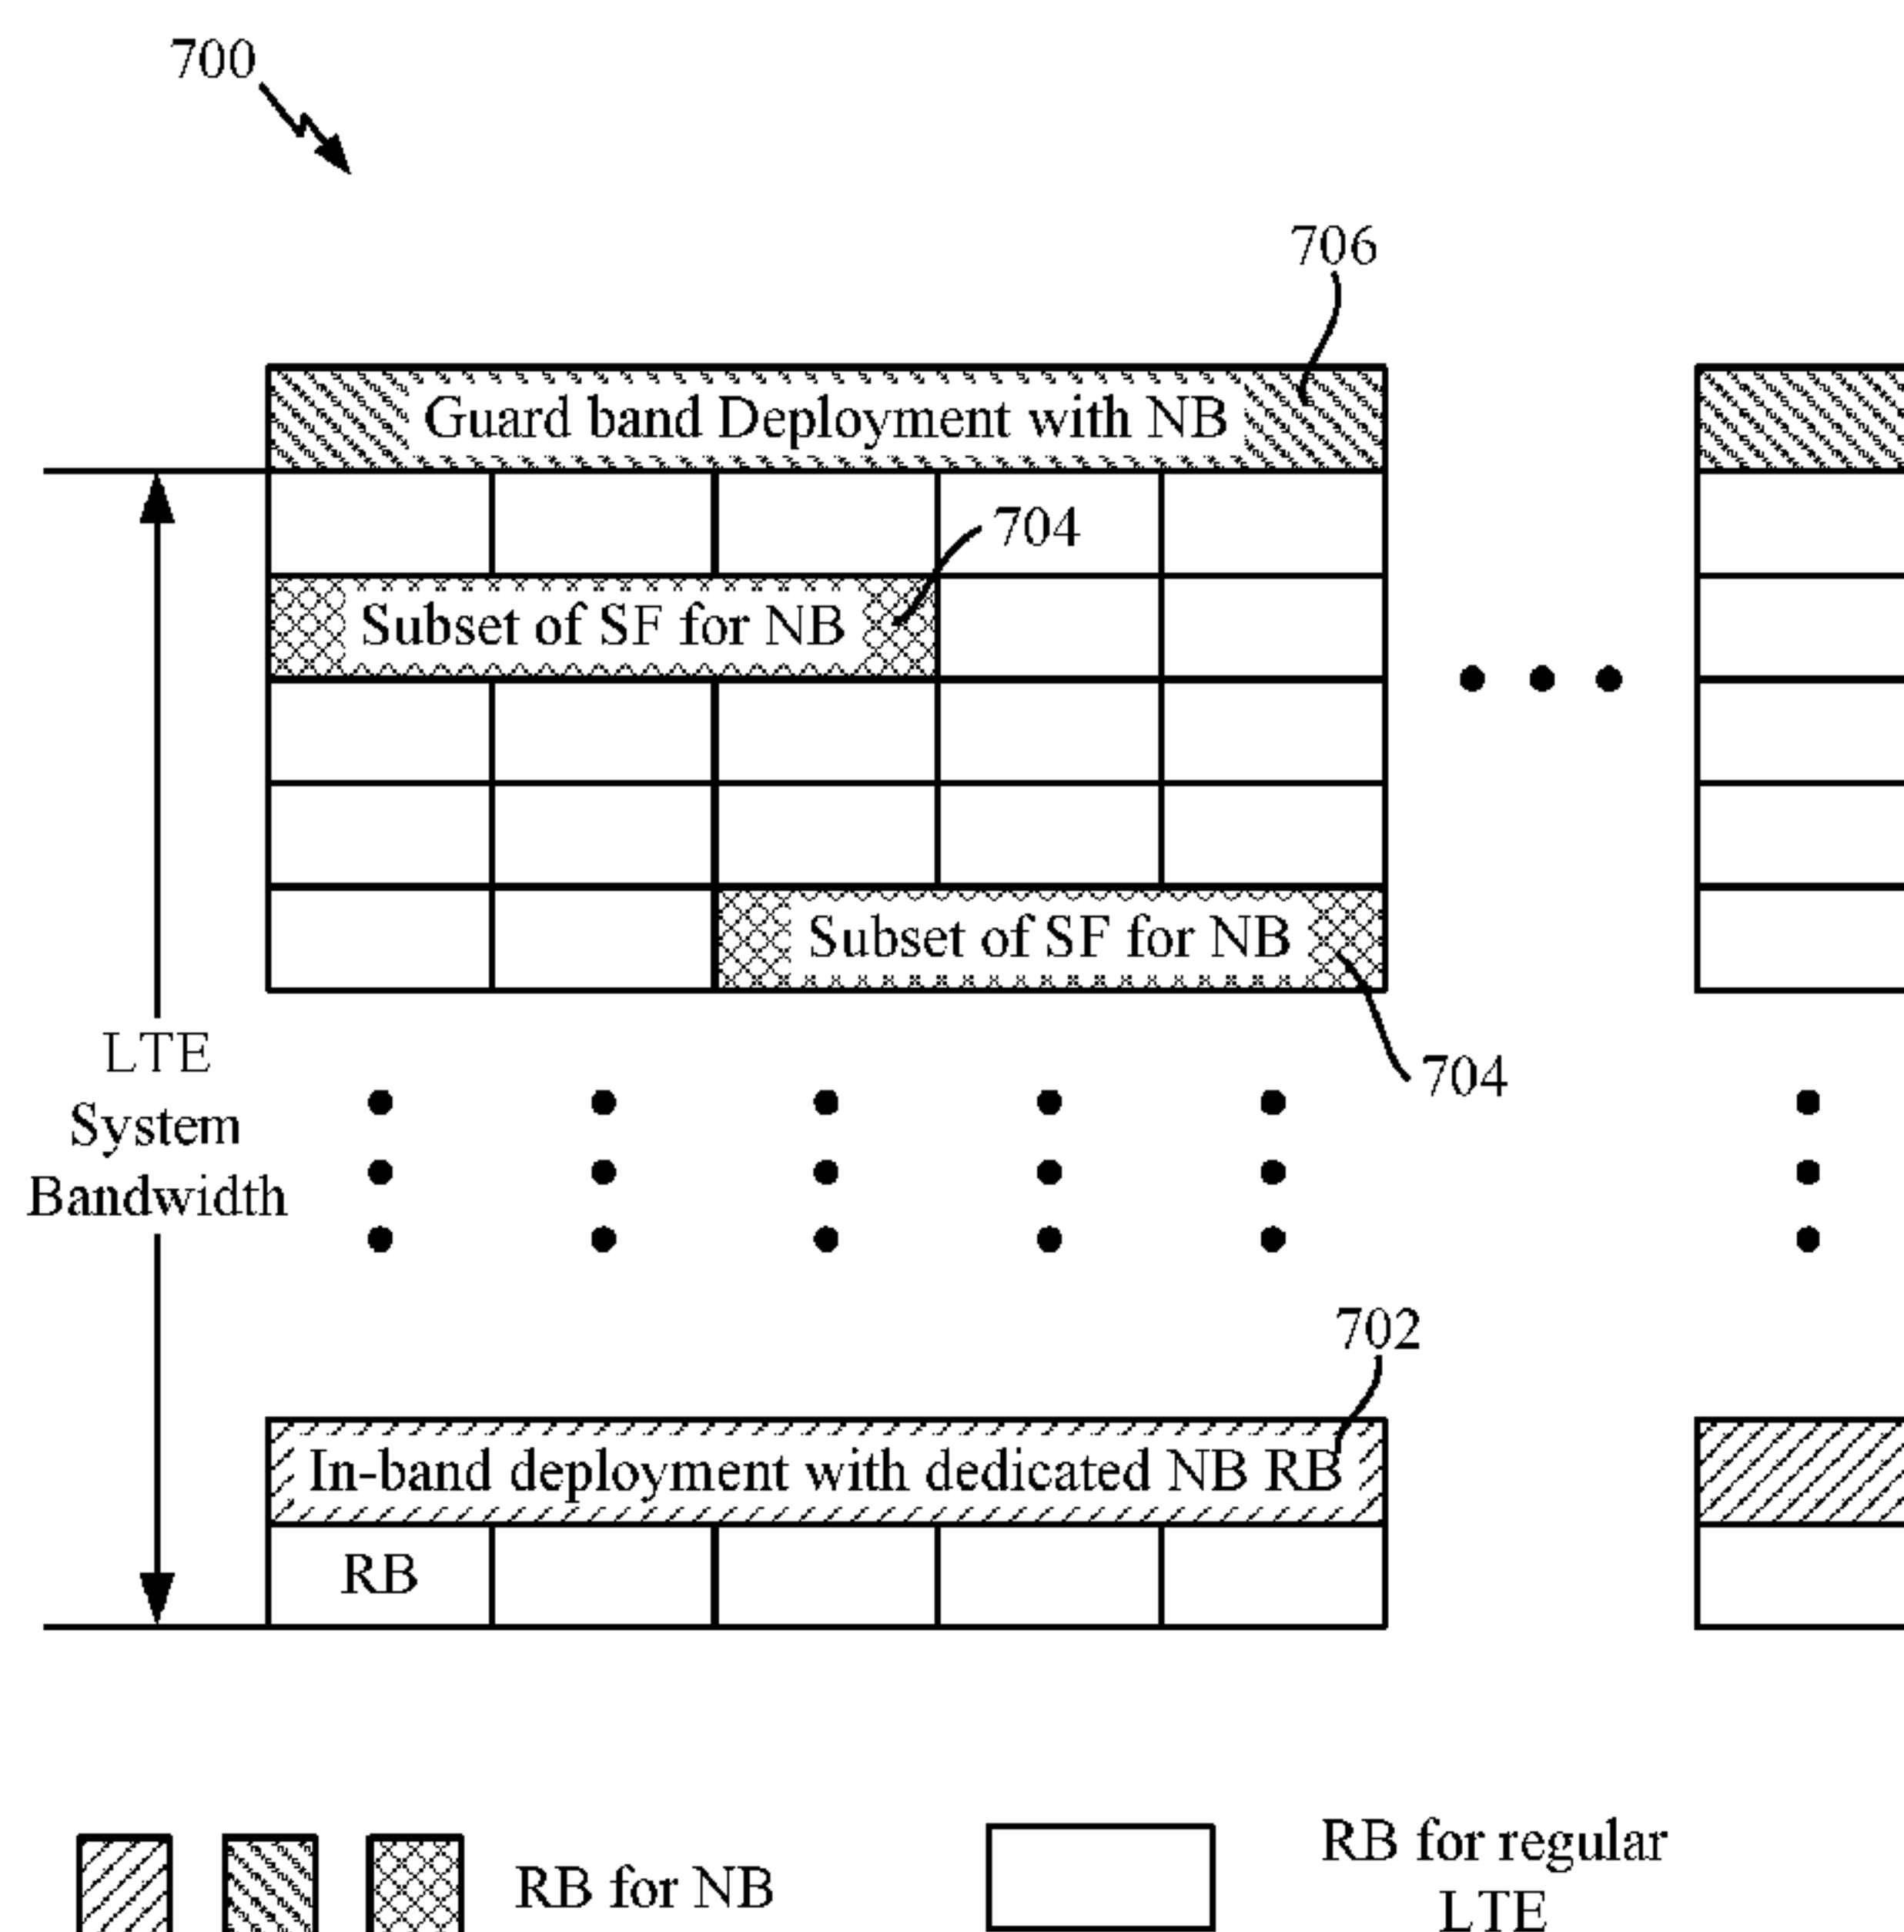 700
706
Guard band Deployment with NB
704
Subset of SF for NB
Subset of SF for NB
704
LTE
System
Bandwidth
702
In-band deployment with dedicated NB RB
RB
RB for NB
RB for regular
LTE